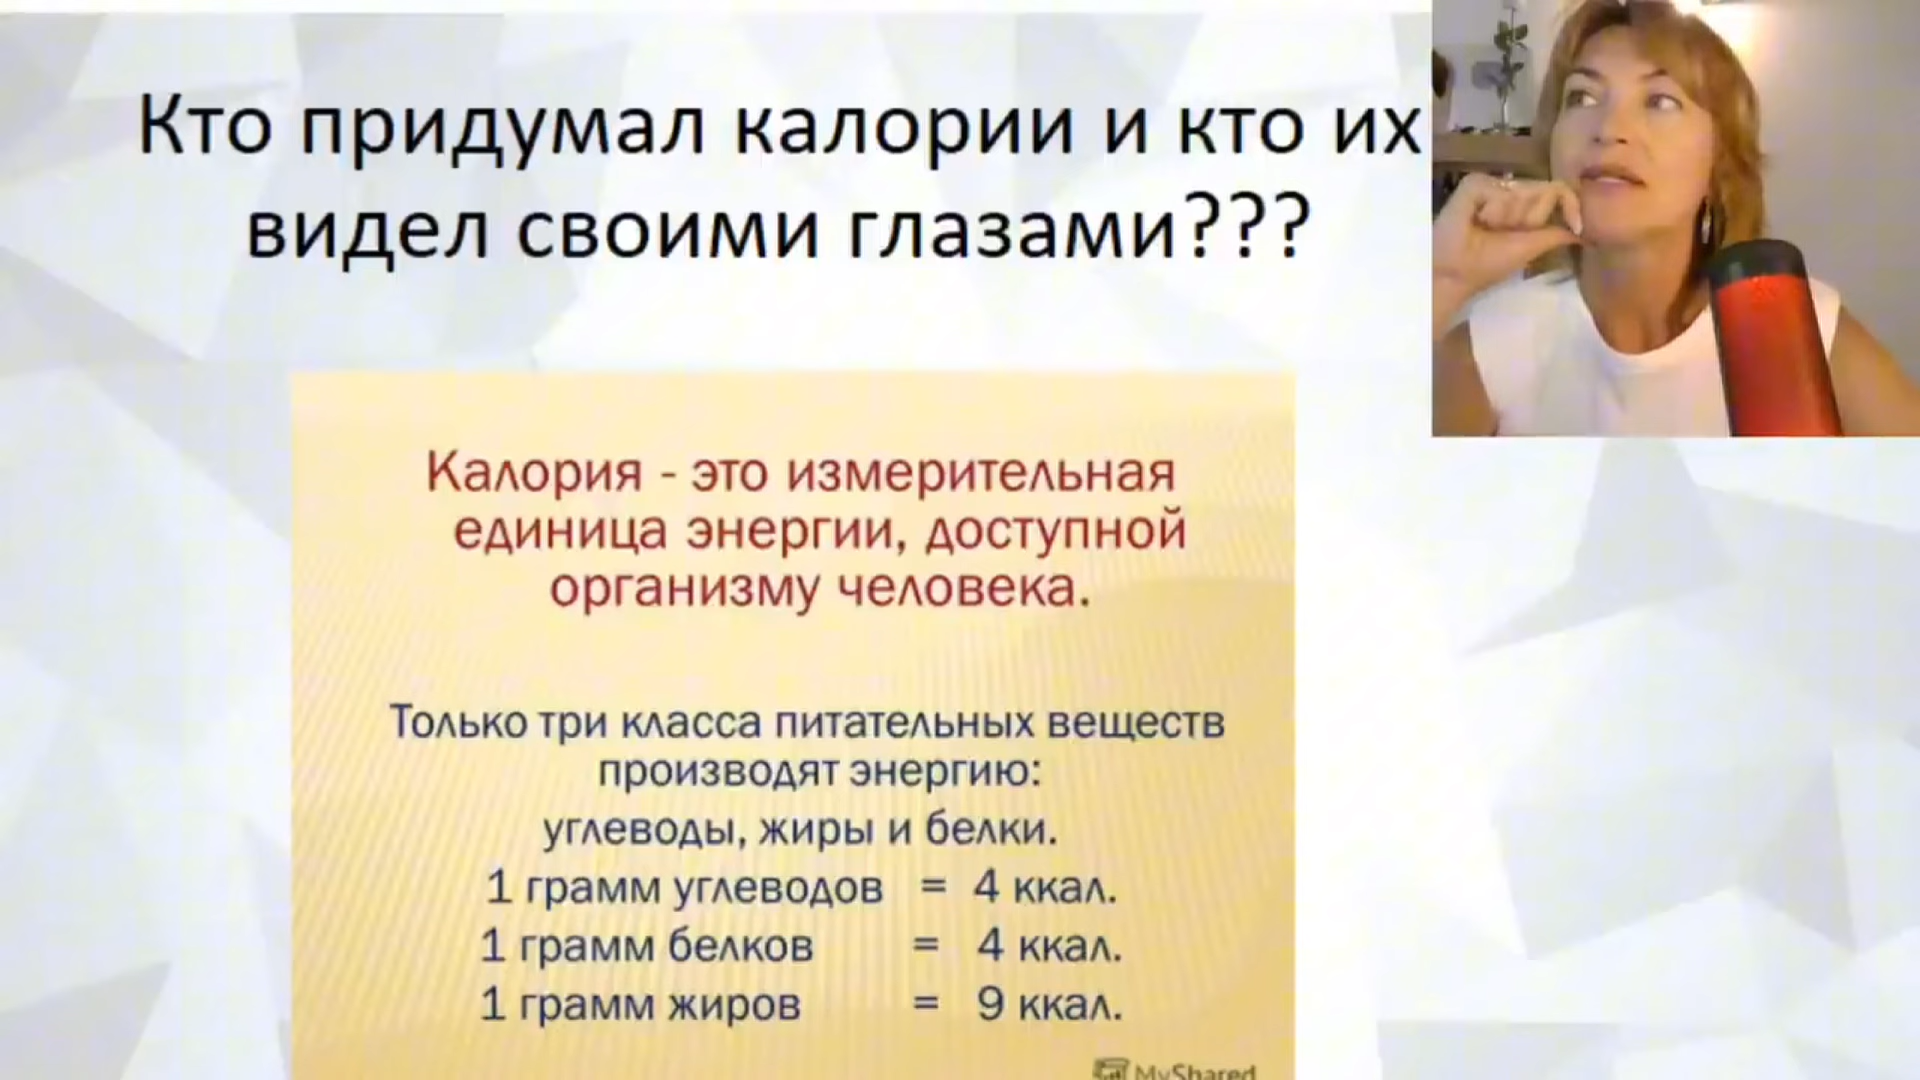 Кто придумал калории и кто их
видел своими глазами???
Калория - это измерительная
единица энергии, доступной
организму человека.
Только три класса питательных веществ
производят энергию:
углеводы, жиры и белки.
1 грамм углеводов = 4 ккал.
1 грамм белков = 4 ккал.
1 грамм жиров = 9 ккал.
MyShared